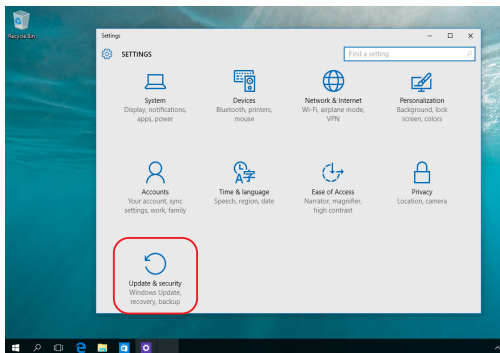 Recycle Bin
Settings
SETTINGS
Find a setting
System
Display, notifications,
apps, power
Devices
Bluetooth, printers,
mouse
Network & Internet
Wi-Fi, airplane mode,
VPN
Personalization
Background, lock
screen, colors
Accounts
Your account, sync
settings, work, family
Time & language
Speech, region, date
Ease of Access
Narrator, magnifier,
high contrast
Privacy
Location, camera
Update & security
Windows Update,
recovery, backup